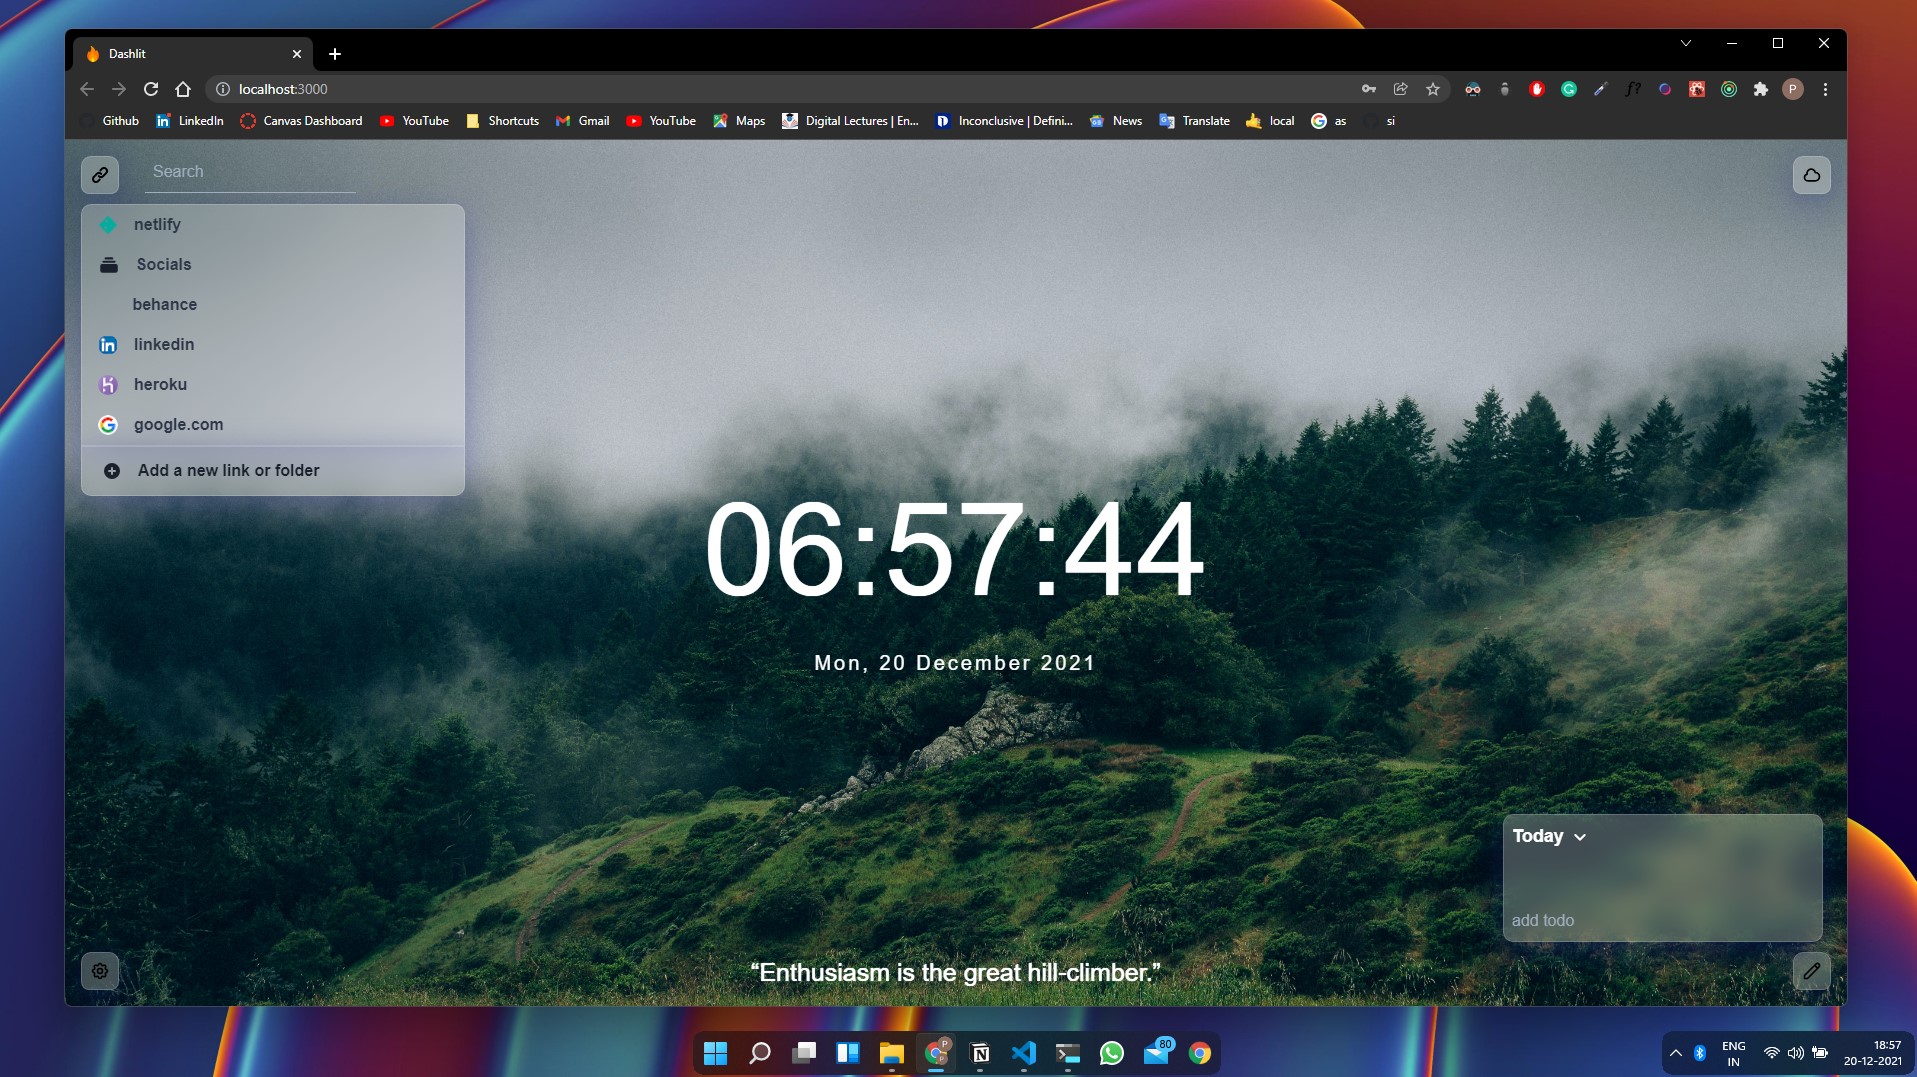 Dashlit
localhost:3000
P
Github LinkedIn Canvas Dashboard YouTube Shortcuts Gmail YouTube Maps Digital Lectures | En... Inconclusive | Defini... News Translate local as si
Search
netlify
Socials
behance
linkedin
heroku
google.com
Add a new link or folder
06:57:44
Mon, 20 December 2021
Today
add todo
“Enthusiasm is the great hill-climber.”
80
ENG
IN
18:57
20-12-2021